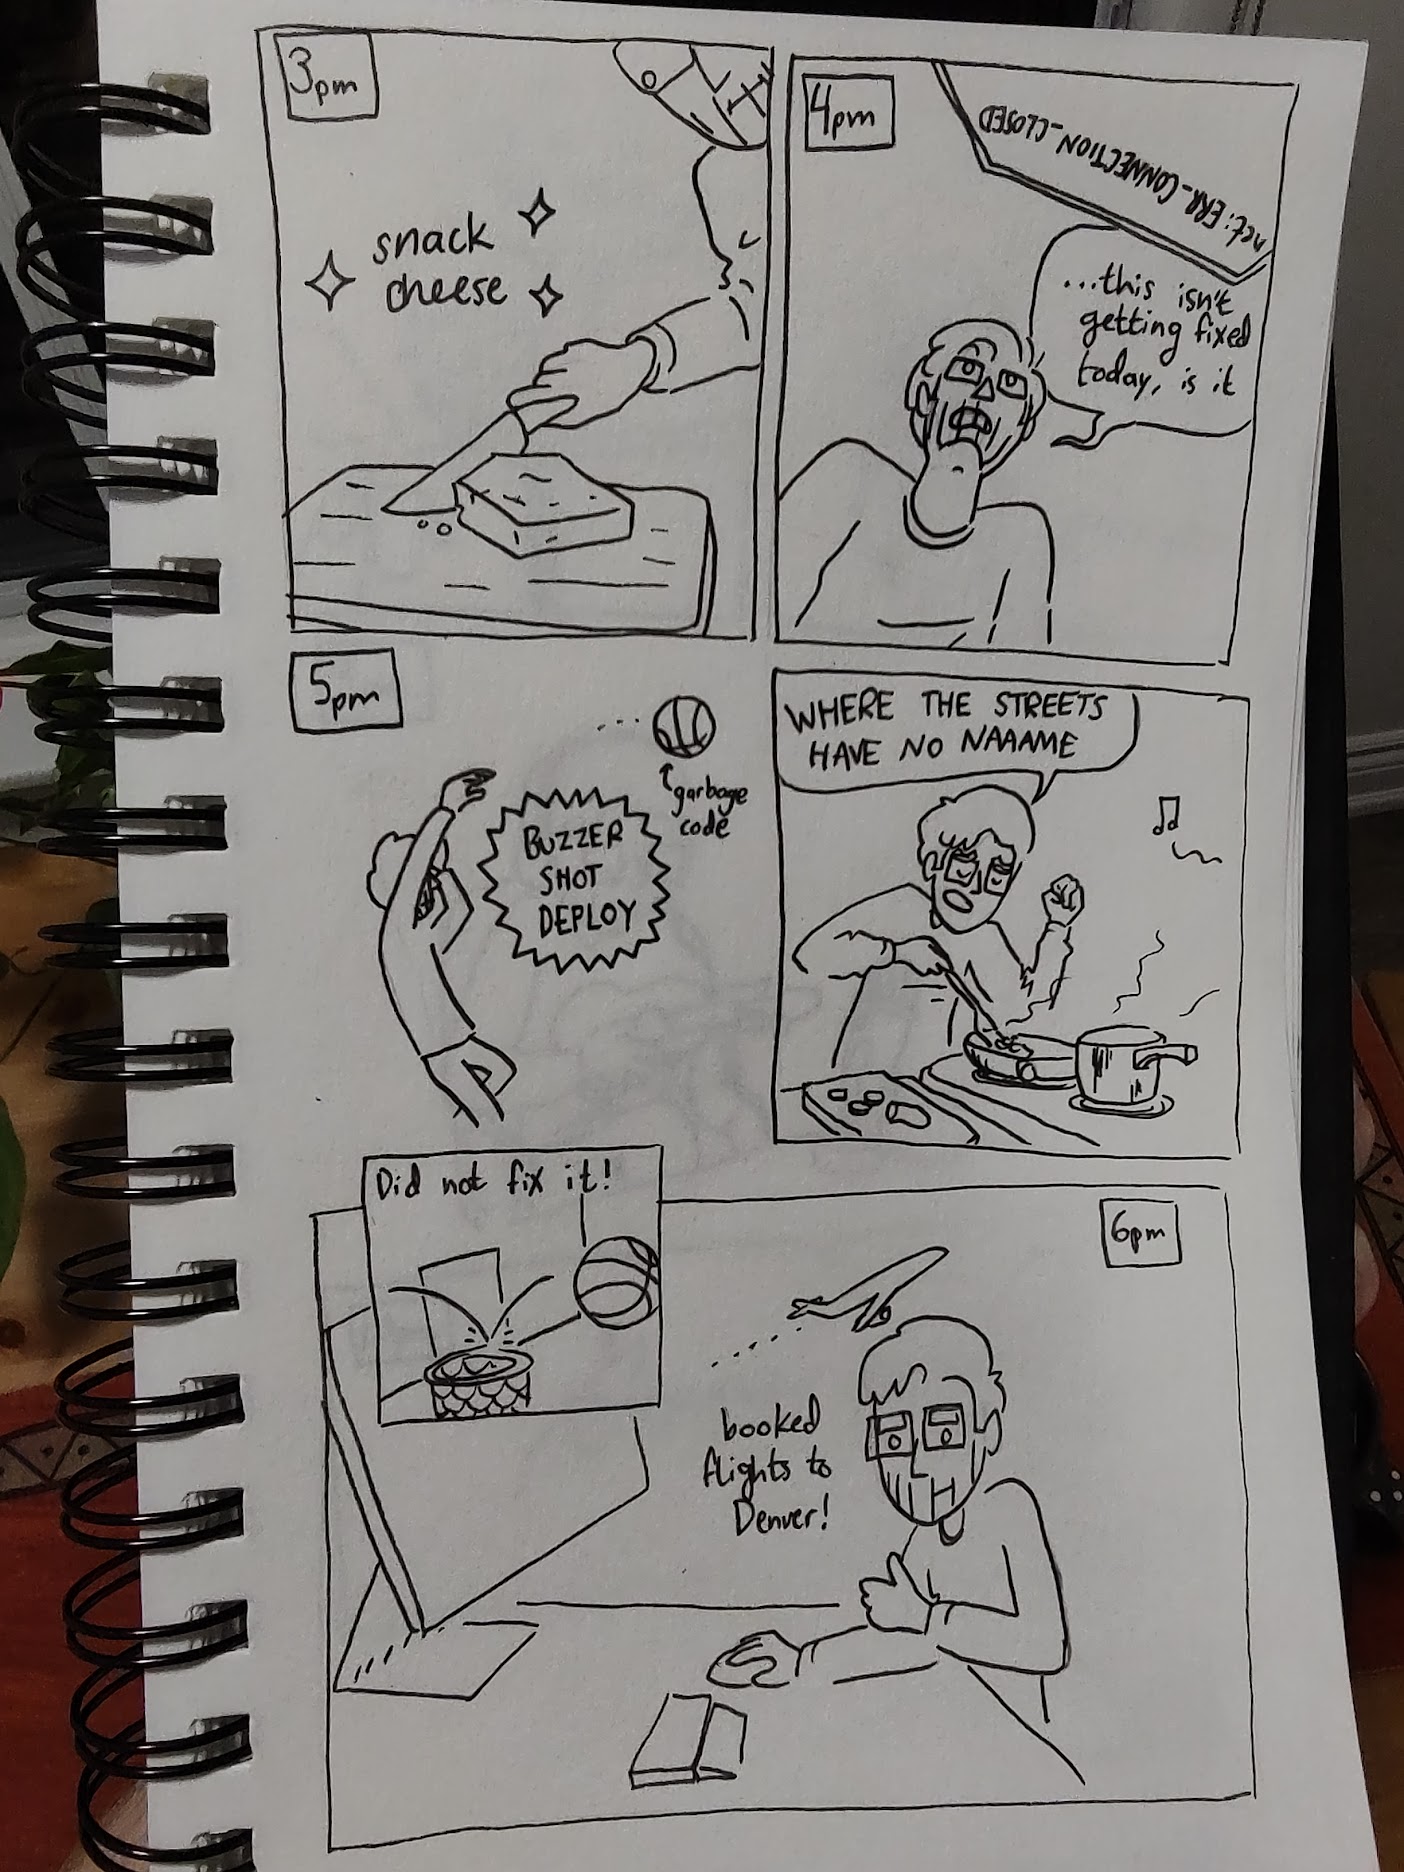 3pm
snack
cheese
4pm
net::ERR_CONNECTION_CLOSED
...this isn't
getting fixed
today, is it
5pm
garbage
code
BUZZER
SHOT
DEPLOY
WHERE THE STREETS
HAVE NO NAAAME
Did not fix it!
6pm
booked
flights to
Denver!